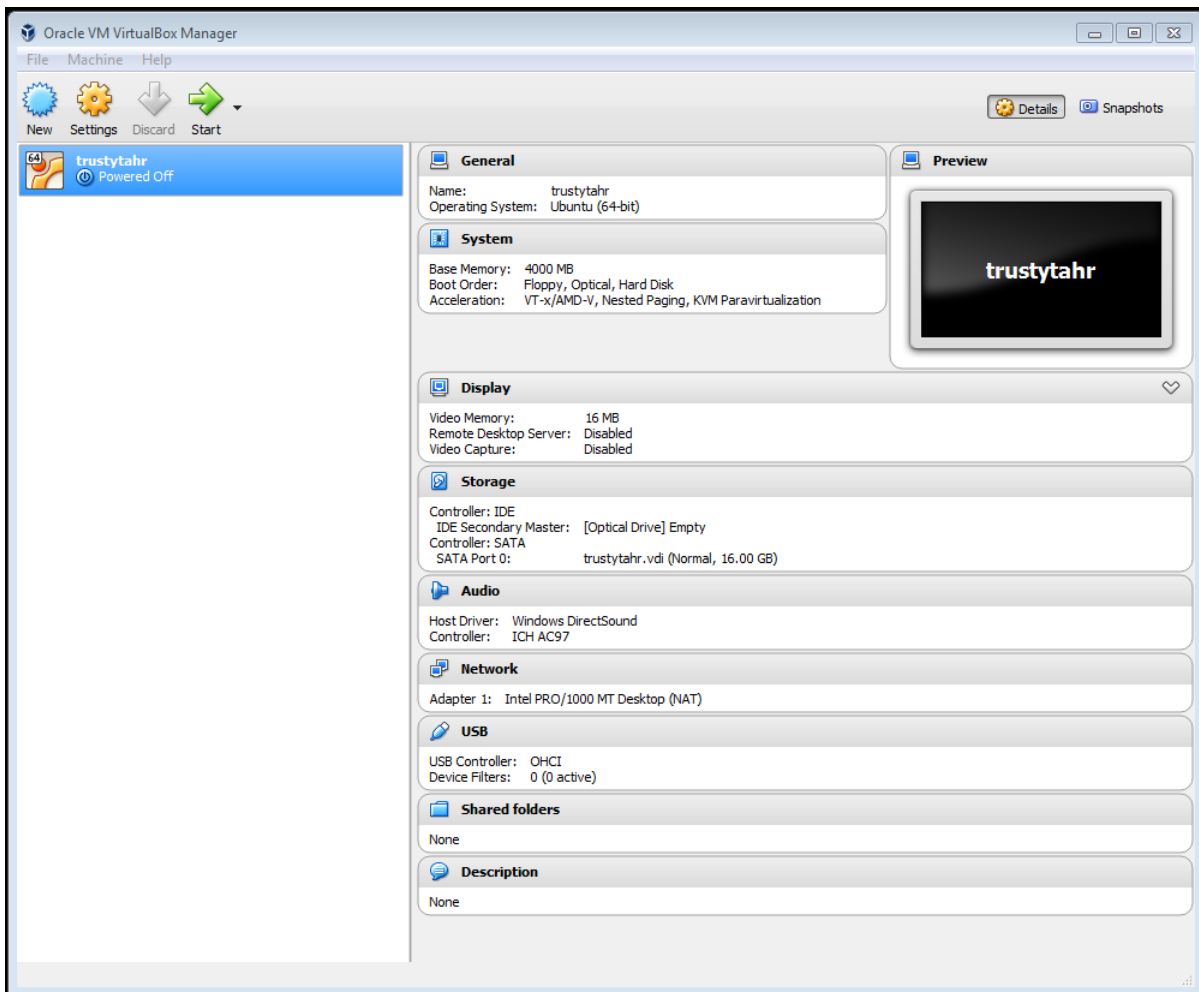 Oracle VM VirtualBox Manager
File Machine Help
New Settings Discard Start
Details Snapshots
64
trustytahr
Powered Off
General
Name: trustytahr
Operating System: Ubuntu (64-bit)
System
Base Memory: 4000 MB
Boot Order: Floppy, Optical, Hard Disk
Acceleration: VT-x/AMD-V, Nested Paging, KVM Paravirtualization
Preview
trustytahr
Display
Video Memory: 16 MB
Remote Desktop Server: Disabled
Video Capture: Disabled
Storage
Controller: IDE
IDE Secondary Master: [Optical Drive] Empty
Controller: SATA
SATA Port 0: trustytahr.vdi (Normal, 16.00 GB)
Audio
Host Driver: Windows DirectSound
Controller: ICH AC97
Network
Adapter 1: Intel PRO/1000 MT Desktop (NAT)
USB
USB Controller: OHCI
Device Filters: 0 (0 active)
Shared folders
None
Description
None